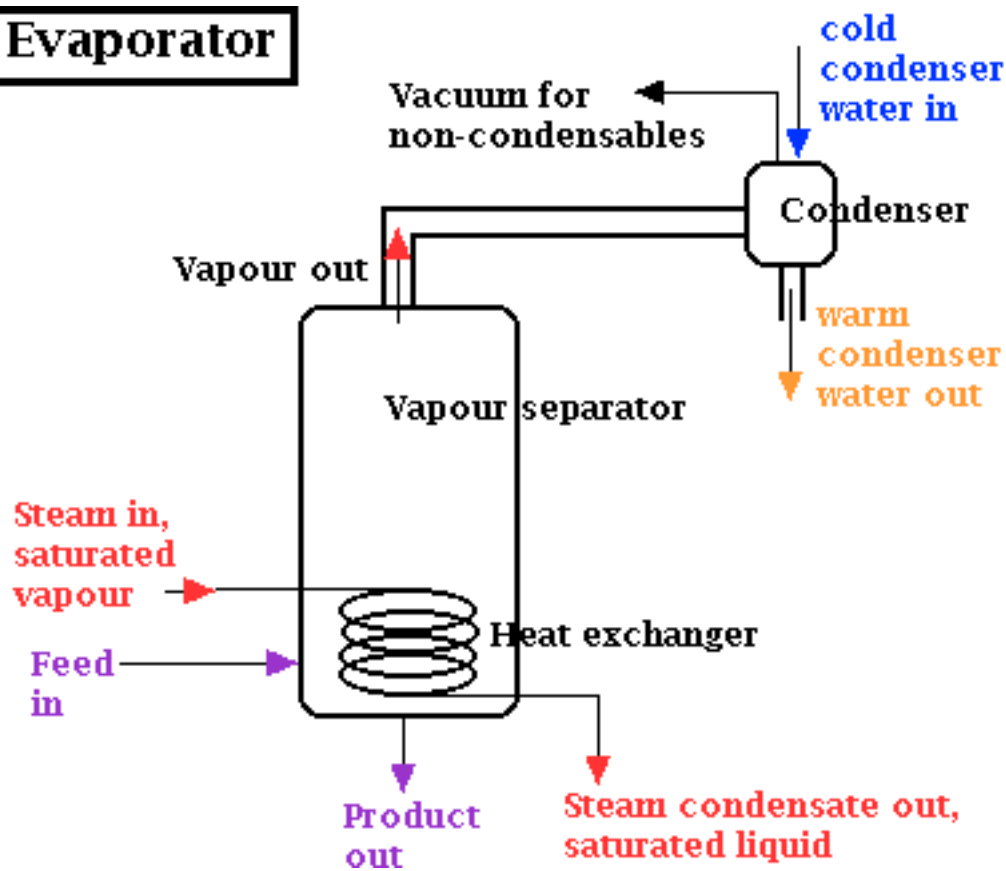 Evaporator
cold
condenser
water in
Vacuum for
non-condensables
Condenser
Vapour out
warm
condenser
water out
Vapour separator
Steam in,
saturated
vapour
Heat exchanger
Feed
in
Product
out
Steam condensate out,
saturated liquid